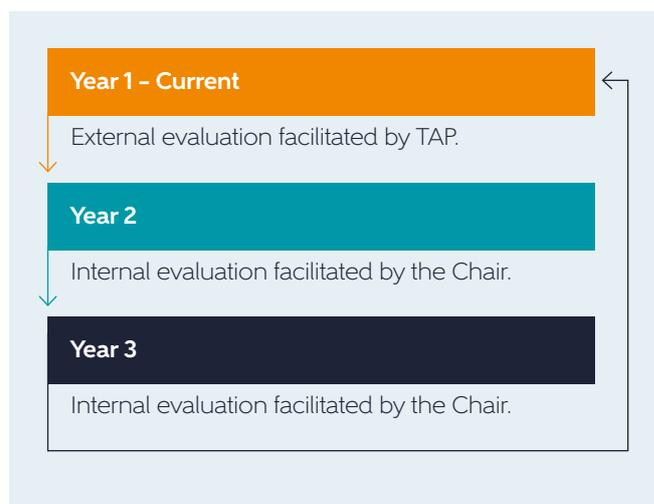 Year 1 – Current
External evaluation facilitated by TAP.
Year 2
Internal evaluation facilitated by the Chair.
Year 3
Internal evaluation facilitated by the Chair.